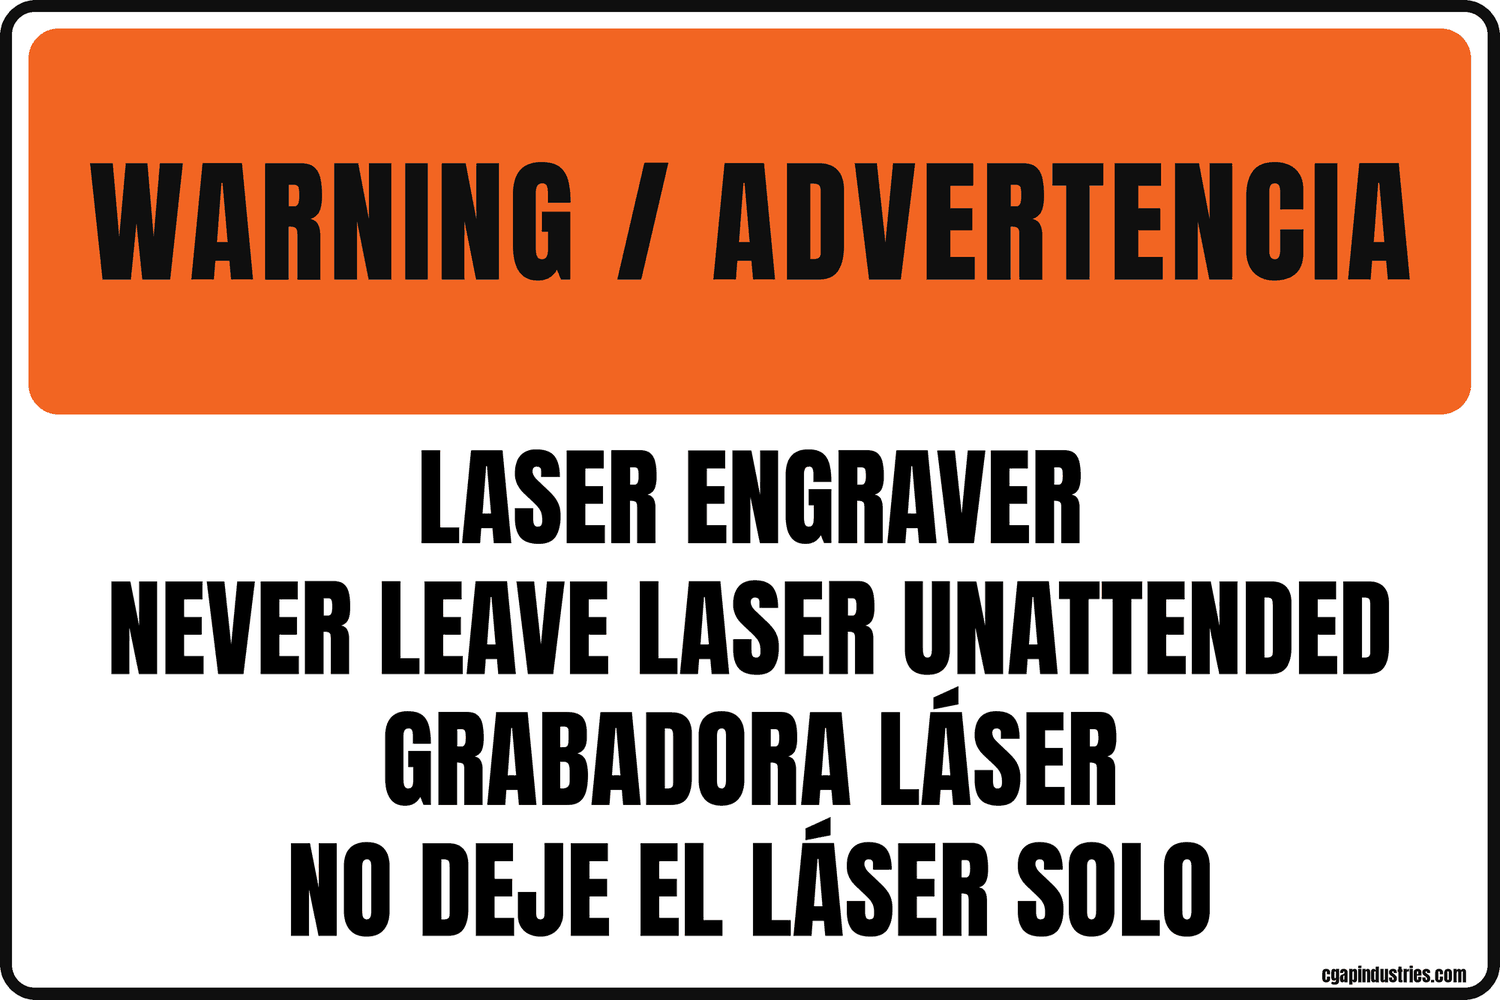 WARNING / ADVERTENCIA
LASER ENGRAVER
NEVER LEAVE LASER UNATTENDED
GRABADORA LÁSER
NO DEJE EL LÁSER SOLO
cgapindustries.com